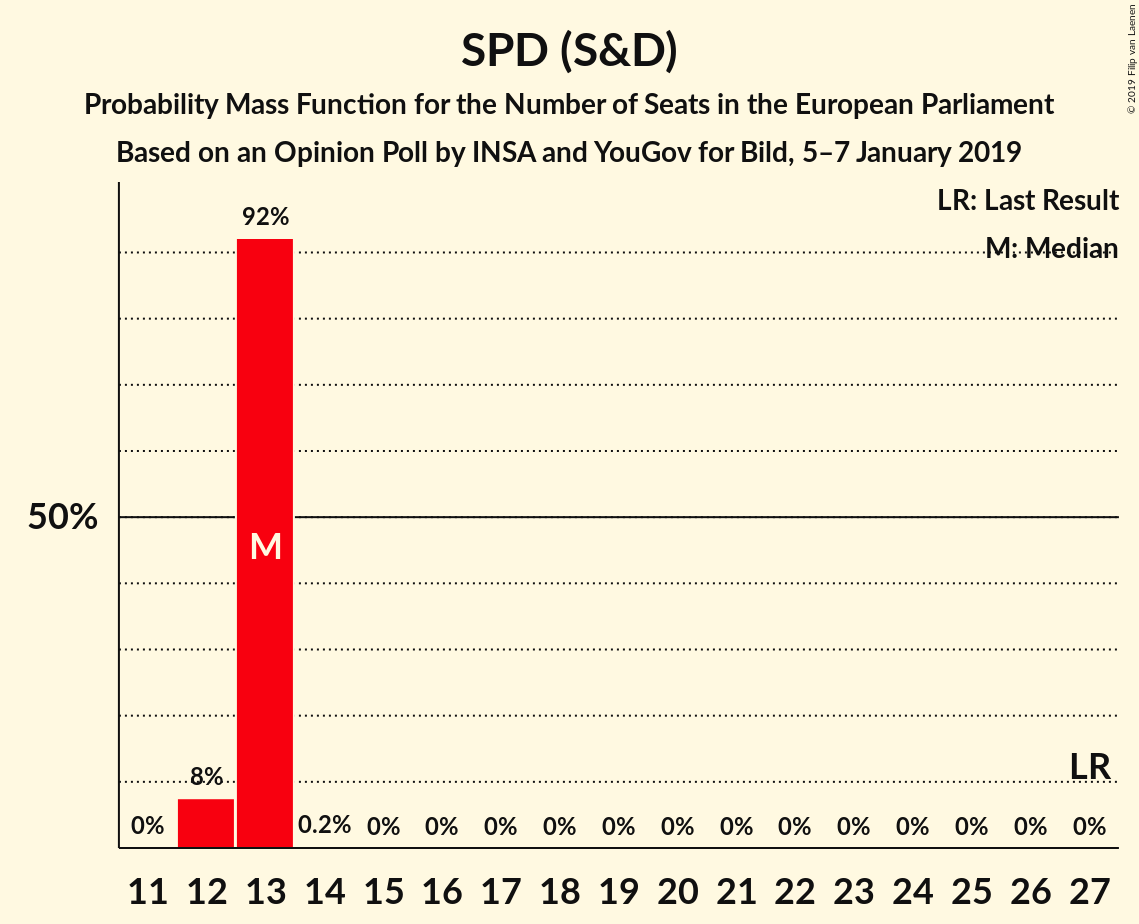 SPD (S&D)
Probability Mass Function for the Number of Seats in the European Parliament
Based on an Opinion Poll by INSA and YouGov for Bild, 5–7 January 2019
© 2019 Filip van Laenen
LR: Last Result
M: Median
92%
50%
M
LR
8%
0% 0.2% 0% 0% 0% 0% 0% 0% 0% 0% 0% 0% 0% 0% 0%
11 12 13 14 15 16 17 18 19 20 21 22 23 24 25 26 27